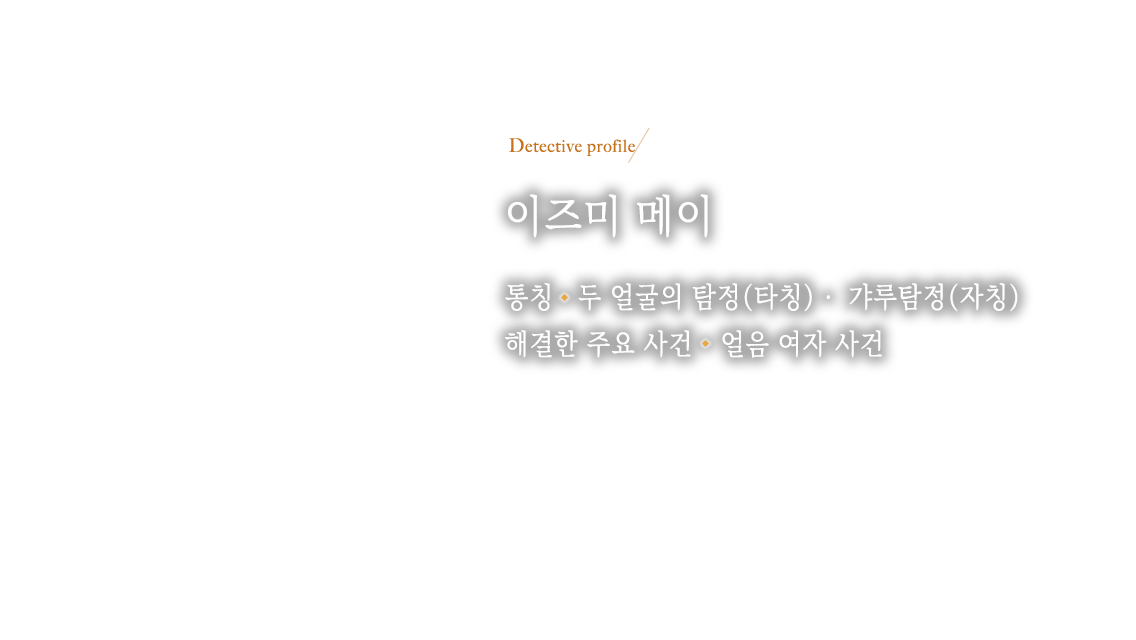 Detective profile
이즈미 메이
통칭◆두 얼굴의 탐정(타칭)· 갸루탐정(자칭)
해결한 주요 사건◆얼음 여자 사건